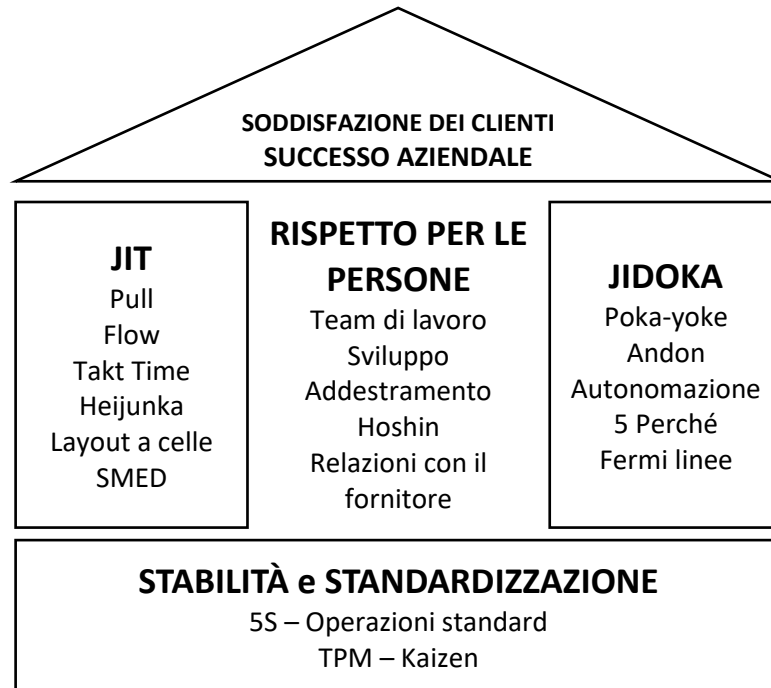 SODDISFAZIONE DEI CLIENTI
SUCCESSO AZIENDALE
JIT
Pull
Flow
Takt Time
Heijunka
Layout a celle
SMED
RISPETTO PER LE
PERSONE
Team di lavoro
Sviluppo
Addestramento
Hoshin
Relazioni con il
fornitore
JIDOKA
Poka-yoke
Andon
Autonomazione
5 Perché
Fermi linee
STABILITÀ e STANDARDIZZAZIONE
5S – Operazioni standard
TPM – Kaizen